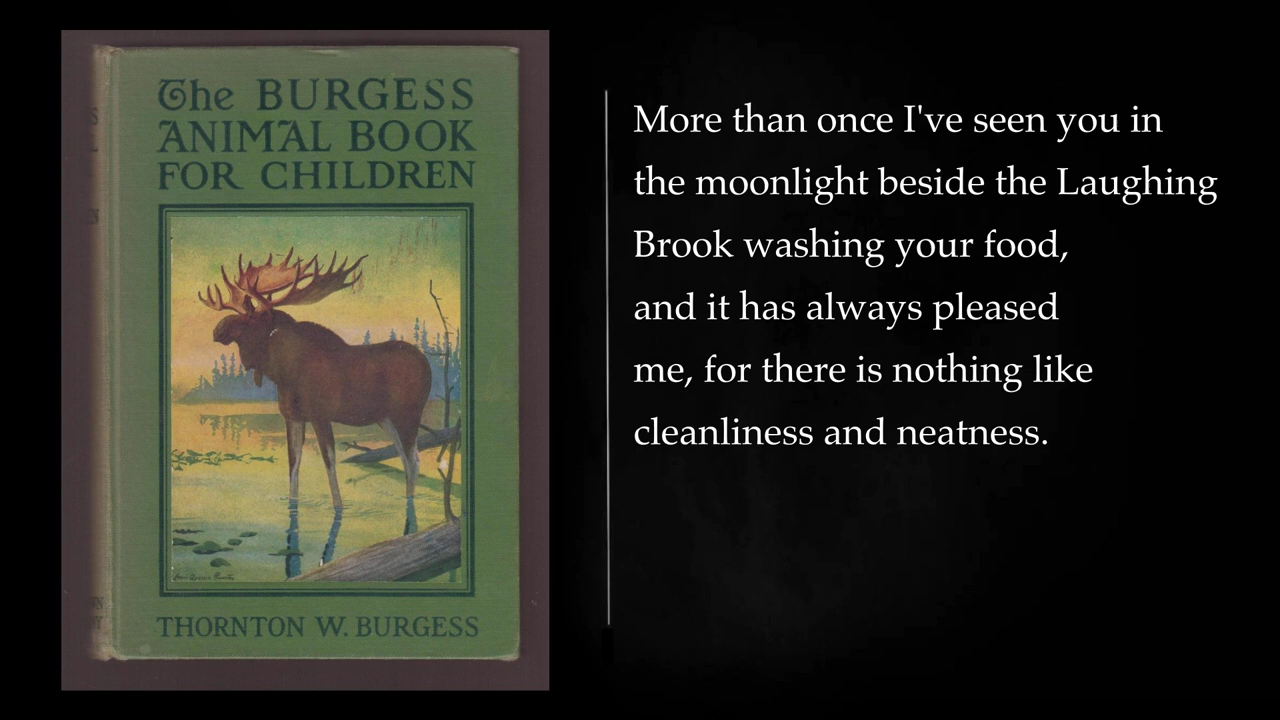 The BURGESS
ANIMAL BOOK
FOR CHILDREN
THORNTON W. BURGESS
More than once I've seen you in
the moonlight beside the Laughing
Brook washing your food,
and it has always pleased
me, for there is nothing like
cleanliness and neatness.